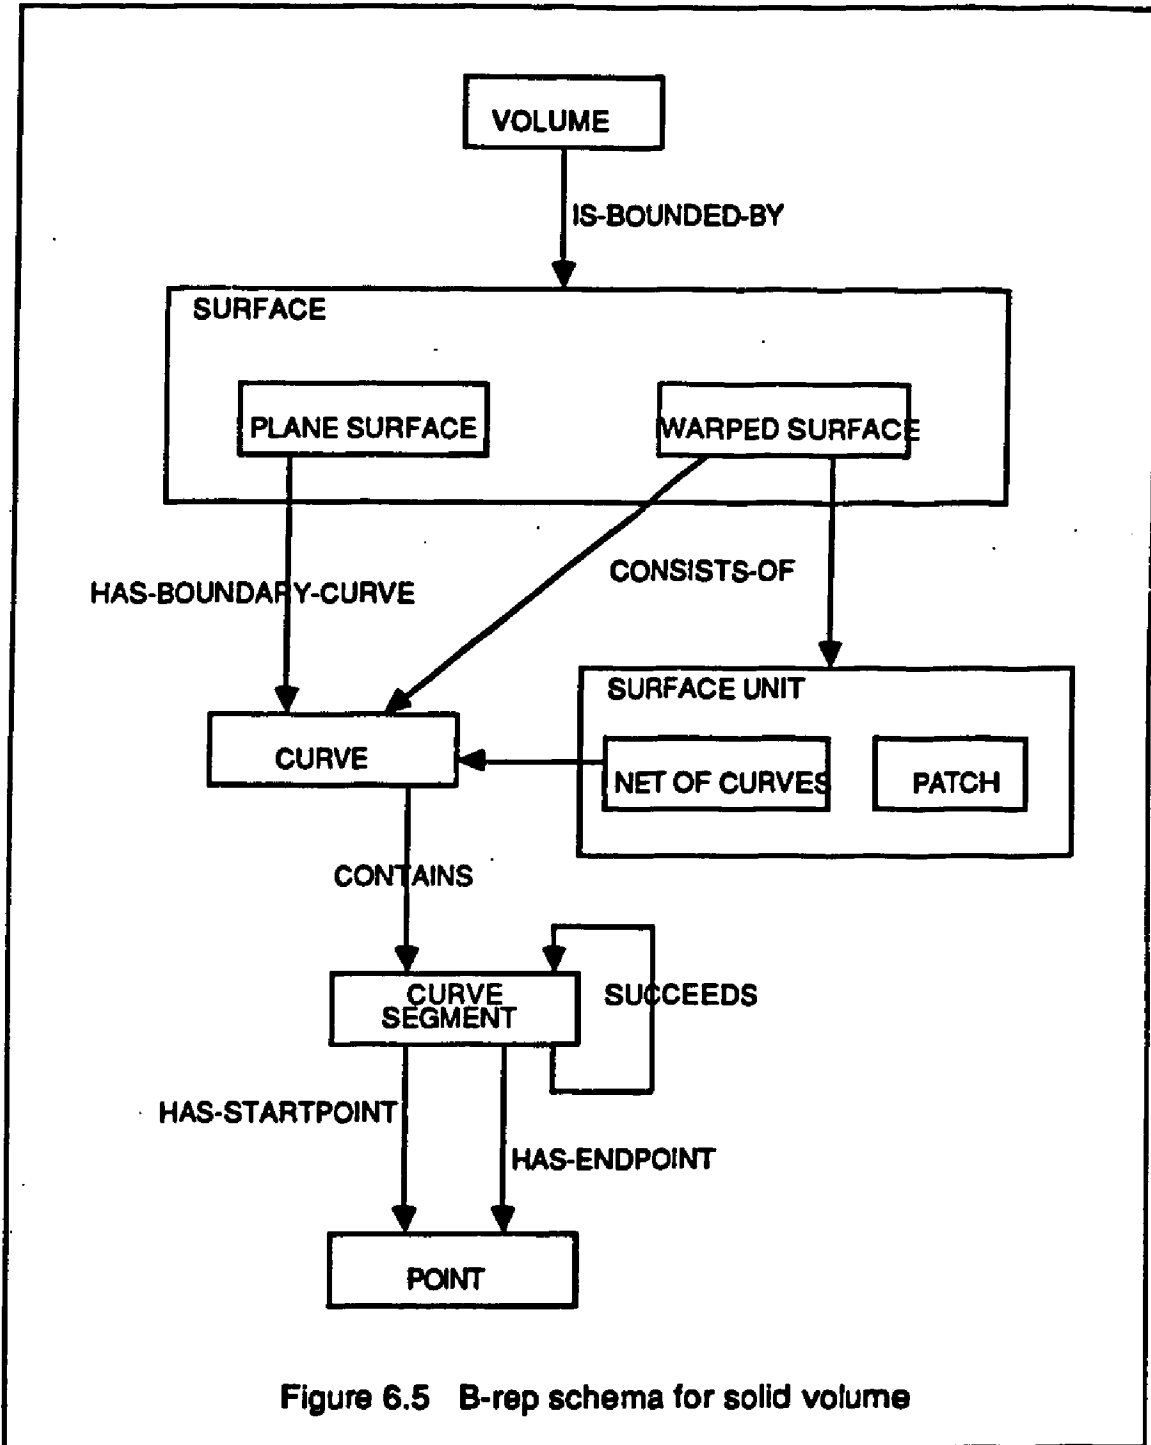 VOLUME
IS-BOUNDED-BY
SURFACE
PLANE SURFACE
WARPED SURFACE
CONSISTS-OF
HAS-BOUNDARY-CURVE
SURFACE UNIT
CURVE
NET OF CURVES
PATCH
CONTAINS
CURVE
SEGMENT
SUCCEEDS
HAS-STARTPOINT
HAS-ENDPOINT
POINT
Figure 6.5 B-rep schema for solid volume